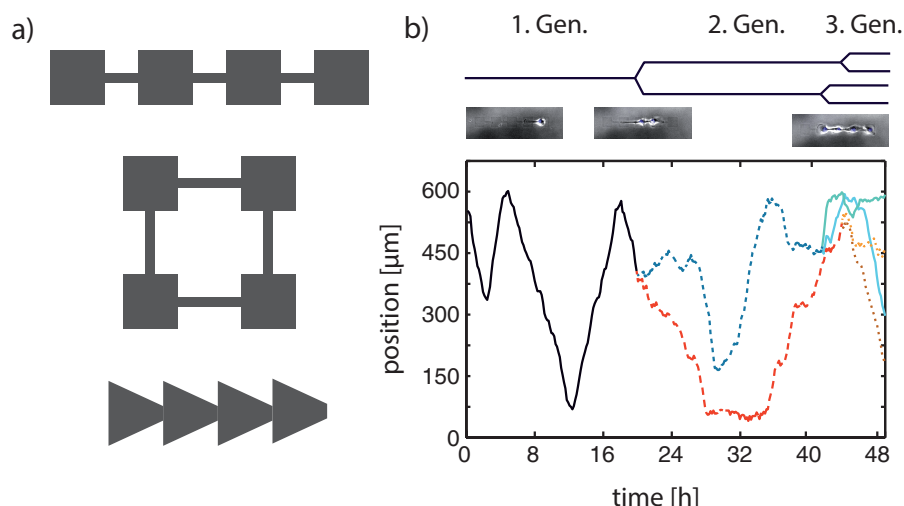 a)
b)
1. Gen.
2. Gen.
3. Gen.
position [µm]
600
450
300
150
0
0
8
16
24
32
40
48
time [h]